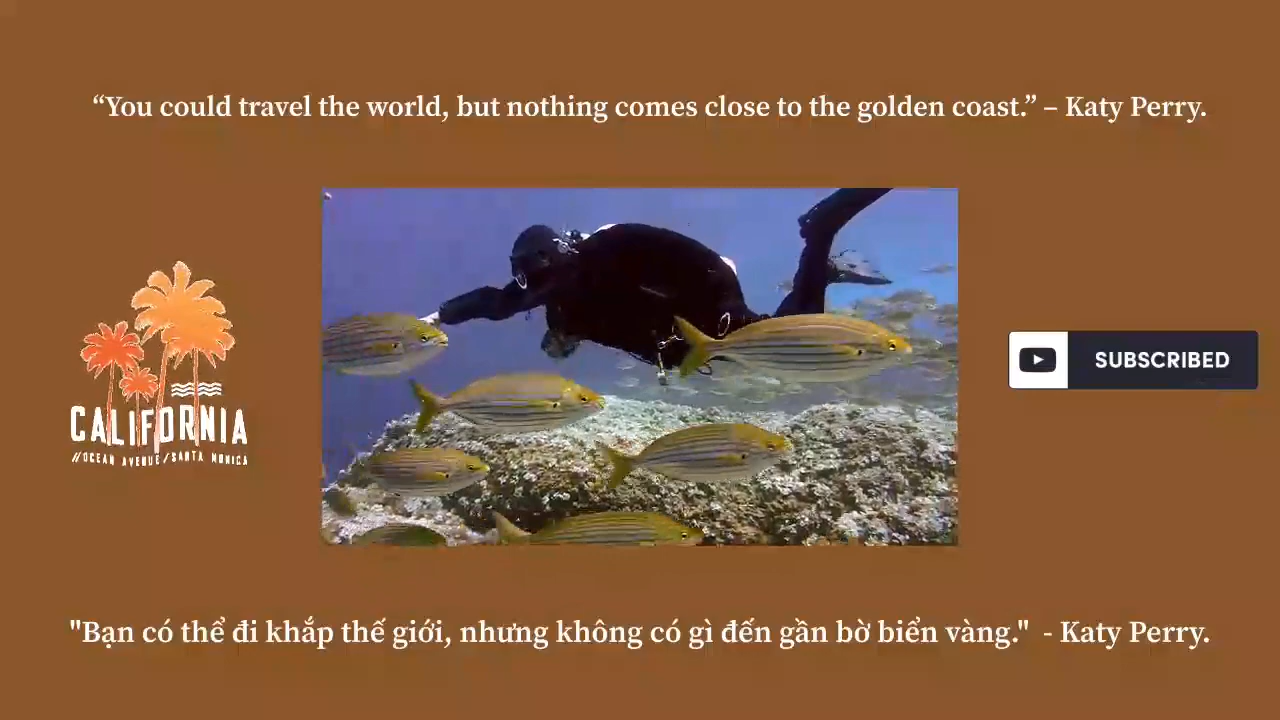 “You could travel the world, but nothing comes close to the golden coast.” – Katy Perry.
CALIFORNIA
//OCEAN AVENUE/SANTA MONICA
SUBSCRIBED
"Bạn có thể đi khắp thế giới, nhưng không có gì đến gần bờ biển vàng."  - Katy Perry.